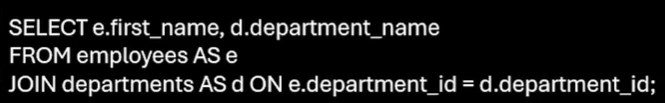 SELECT e.first_name, d.department_name
FROM employees AS e
JOIN departments AS d ON e.department_id = d.department_id;